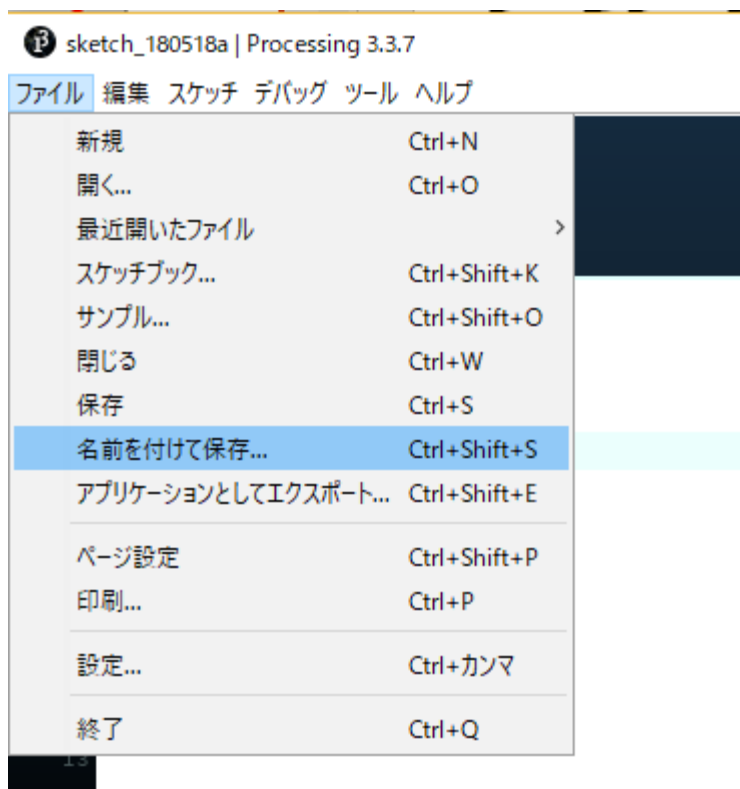 sketch_180518a | Processing 3.3.7
ファイル 編集 スケッチ デバッグ ツール ヘルプ
新規 Ctrl+N
開く... Ctrl+O
最近開いたファイル >
スケッチブック... Ctrl+Shift+K
サンプル... Ctrl+Shift+O
閉じる Ctrl+W
保存 Ctrl+S
名前を付けて保存... Ctrl+Shift+S
アプリケーションとしてエクスポート... Ctrl+Shift+E
ページ設定 Ctrl+Shift+P
印刷... Ctrl+P
設定... Ctrl+カンマ
終了 Ctrl+Q
13